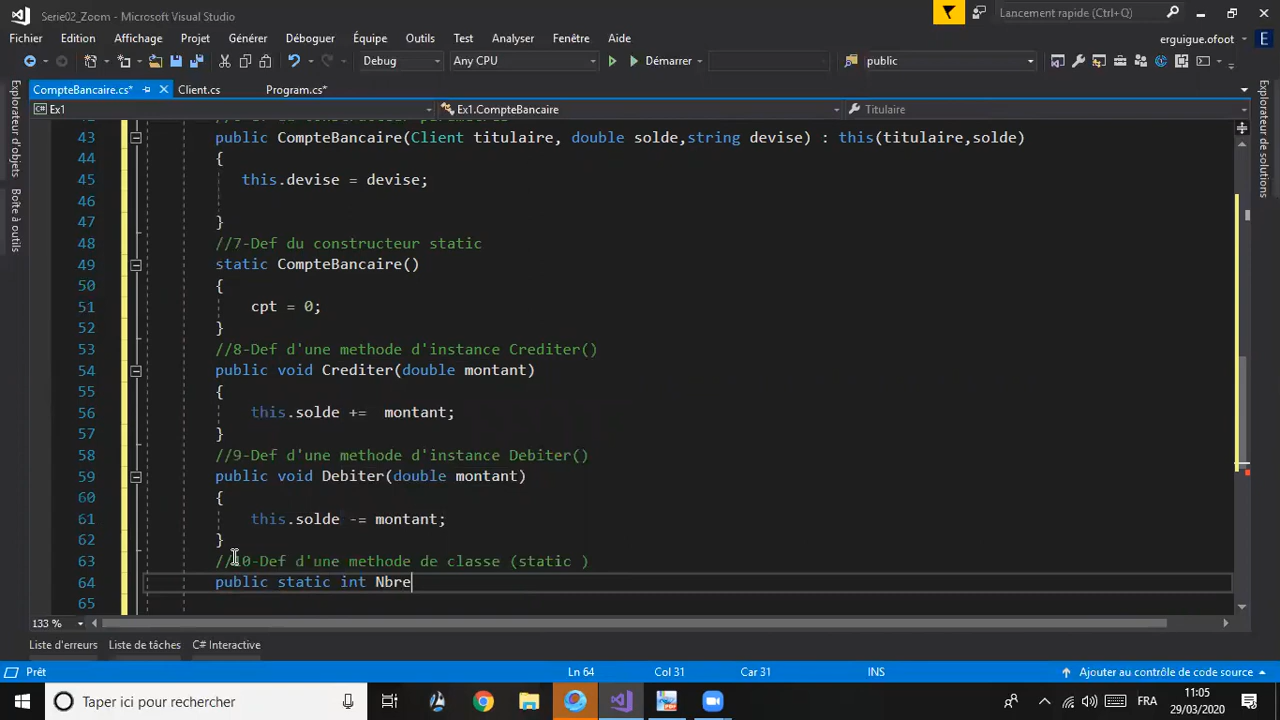 Serie02_Zoom - Microsoft Visual Studio
Lancement rapide (Ctrl+Q)
Fichier Edition Affichage Projet Générer Déboguer Équipe Outils Test Analyser Fenêtre Aide
erguigue.ofoot E
Debug Any CPU Démarrer public
CompteBancaire.cs* Client.cs Program.cs*
Ex1 Ex1.CompteBancaire Titulaire
Explorateur d'objets
Boîte à outils
Explorateur de solutions
43 public CompteBancaire(Client titulaire, double solde,string devise) : this(titulaire,solde)
44 {
45 this.devise = devise;
46
47 }
48 //7-Def du constructeur static
49 static CompteBancaire()
50 {
51 cpt = 0;
52 }
53 //8-Def d'une methode d'instance Crediter()
54 public void Crediter(double montant)
55 {
56 this.solde += montant;
57 }
58 //9-Def d'une methode d'instance Debiter()
59 public void Debiter(double montant)
60 {
61 this.solde -= montant;
62 }
63 //10-Def d'une methode de classe (static )
64 public static int Nbre
65
133 %
Liste d'erreurs Liste de tâches C# Interactive
Prêt Ln 64 Col 31 Car 31 INS Ajouter au contrôle de code source
Taper ici pour rechercher
FRA
11:05
29/03/2020